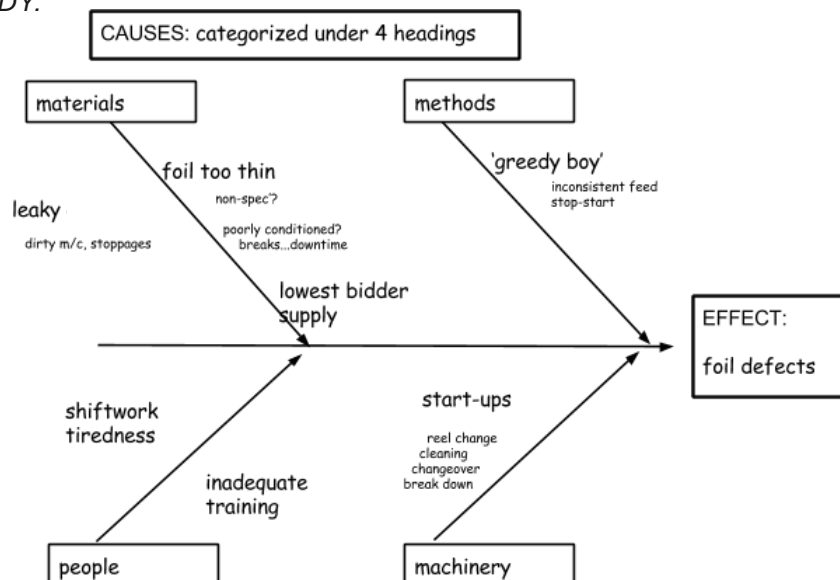 DY.
CAUSES: categorized under 4 headings
materials
methods
foil too thin
non-spec'?
leaky
dirty m/c, stoppages
poorly conditioned?
breaks...downtime
lowest bidder
supply
'greedy boy'
inconsistent feed
stop-start
EFFECT:
foil defects
shiftwork
tiredness
inadequate
training
start-ups
reel change
cleaning
changeover
break down
people
machinery